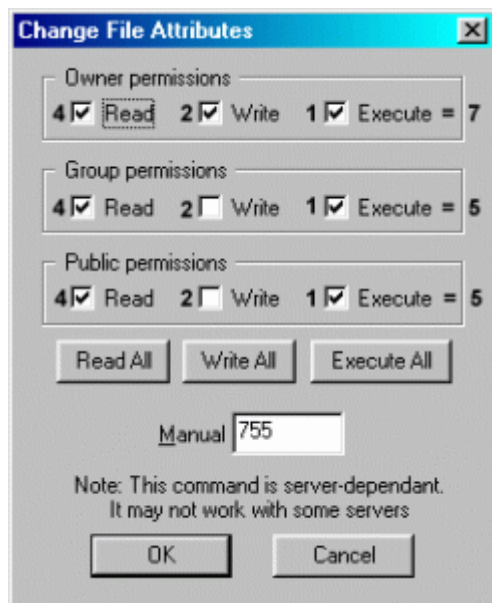 Change File Attributes
Owner permissions
4 Read 2 Write 1 Execute = 7
Group permissions
4 Read 2 Write 1 Execute = 5
Public permissions
4 Read 2 Write 1 Execute = 5
Read All Write All Execute All
Manual 755
Note: This command is server-dependant.
It may not work with some servers
OK Cancel